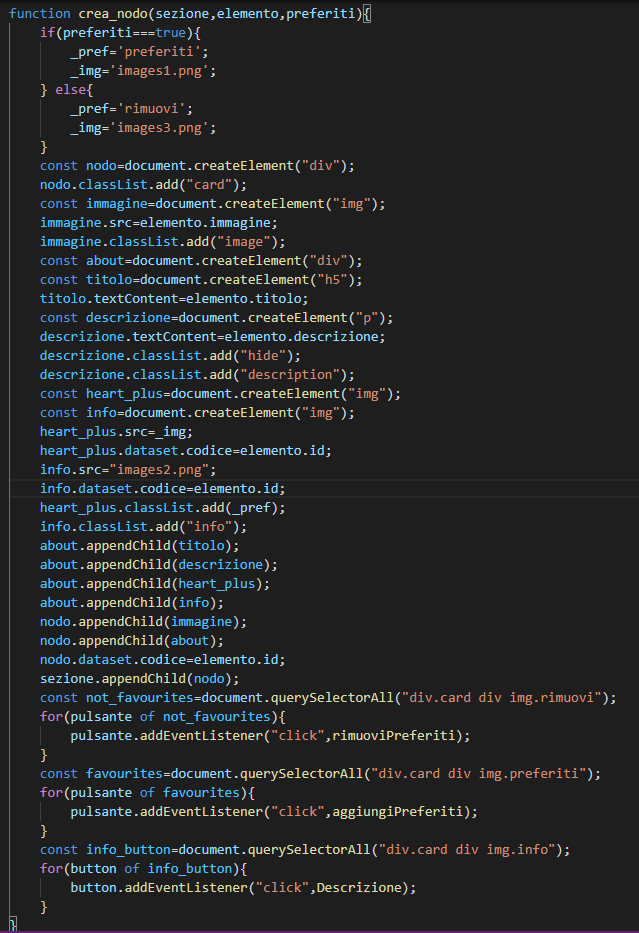 function crea_nodo(sezione,elemento,preferiti){
    if(preferiti===true){
        _pref='preferiti';
        _img='images1.png';
    } else{
        _pref='rimuovi';
        _img='images3.png';
    }
    const nodo=document.createElement("div");
    nodo.classList.add("card");
    const immagine=document.createElement("img");
    immagine.src=elemento.immagine;
    immagine.classList.add("image");
    const about=document.createElement("div");
    const titolo=document.createElement("h5");
    titolo.textContent=elemento.titolo;
    const descrizione=document.createElement("p");
    descrizione.textContent=elemento.descrizione;
    descrizione.classList.add("hide");
    descrizione.classList.add("description");
    const heart_plus=document.createElement("img");
    const info=document.createElement("img");
    heart_plus.src=_img;
    heart_plus.dataset.codice=elemento.id;
    info.src="images2.png";
    info.dataset.codice=elemento.id;
    heart_plus.classList.add(_pref);
    info.classList.add("info");
    about.appendChild(titolo);
    about.appendChild(descrizione);
    about.appendChild(heart_plus);
    about.appendChild(info);
    nodo.appendChild(immagine);
    nodo.appendChild(about);
    nodo.dataset.codice=elemento.id;
    sezione.appendChild(nodo);
    const not_favourites=document.querySelectorAll("div.card div img.rimuovi");
    for(pulsante of not_favourites){
        pulsante.addEventListener("click",rimuoviPreferiti);
    }
    const favourites=document.querySelectorAll("div.card div img.preferiti");
    for(pulsante of favourites){
        pulsante.addEventListener("click",aggiungiPreferiti);
    }
    const info_button=document.querySelectorAll("div.card div img.info");
    for(button of info_button){
        button.addEventListener("click",Descrizione);
    }
}